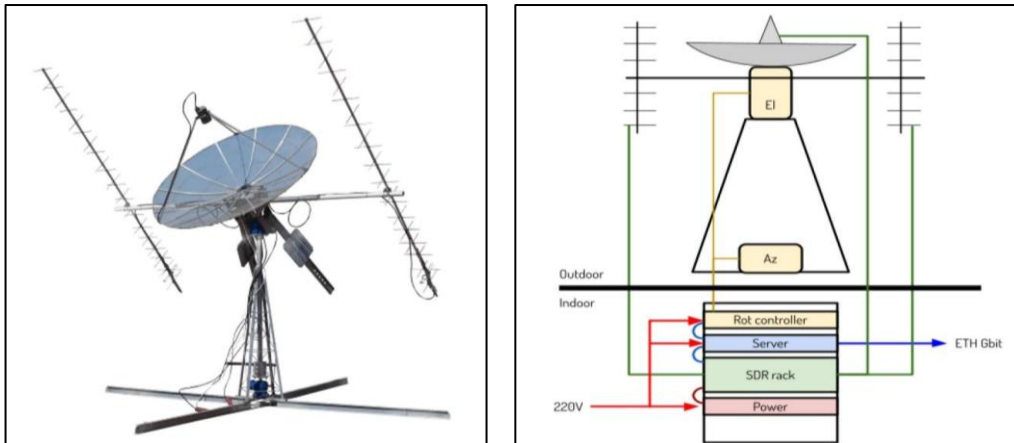 El
Az
Outdoor
Indoor
Rot controller
Server
ETH Gbit
SDR rack
220V
Power